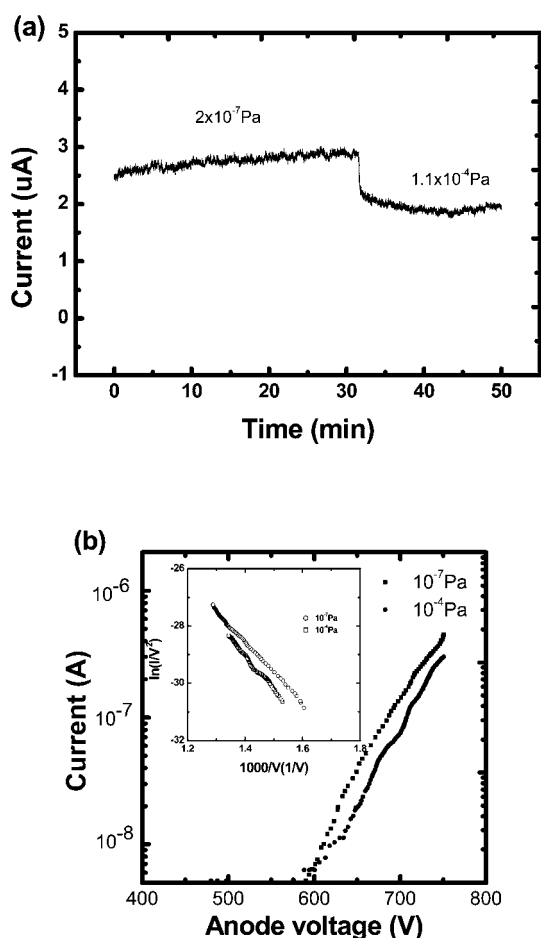 (a)
5
4
3
2
1
0
-1
Current (uA)
2x10⁻⁷Pa
1.1x10⁻⁴Pa
0 10 20 30 40 50
Time (min)
(b)
10⁻⁶
10⁻⁷
10⁻⁸
Current (A)
10⁻⁷Pa
10⁻⁴Pa
-26
-28
-30
-32
ln(I/V²)
10⁻⁷Pa
10⁻⁴Pa
1.2 1.4 1.6 1.8
1000/V(1/V)
400 500 600 700 800
Anode voltage (V)